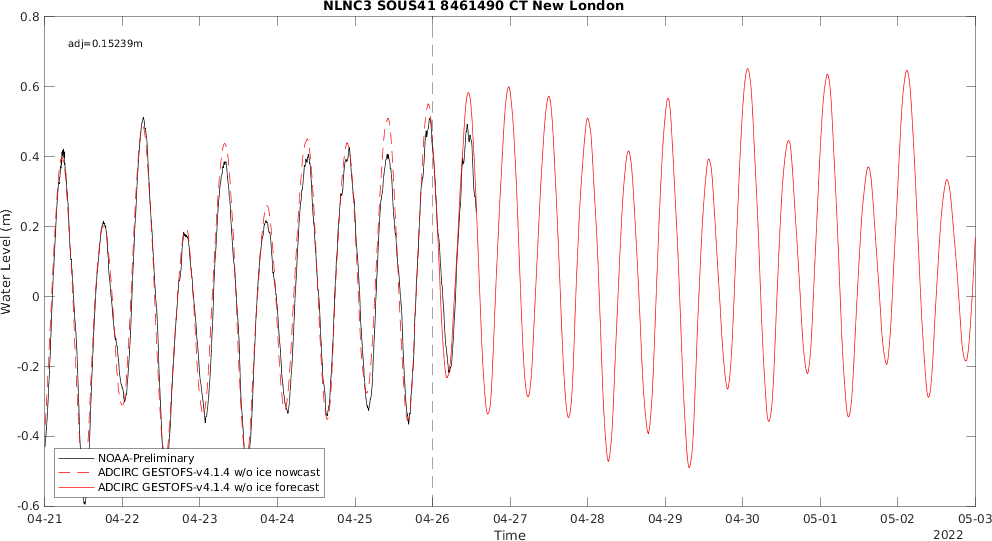 NLNC3 SOUS41 8461490 CT New London
adj=0.15239m
Water Level (m)
0.8
0.6
0.4
0.2
0
-0.2
-0.4
-0.6
NOAA-Preliminary
ADCIRC GESTOFS-v4.1.4 w/o ice nowcast
ADCIRC GESTOFS-v4.1.4 w/o ice forecast
04-21 04-22 04-23 04-24 04-25 04-26 04-27 04-28 04-29 04-30 05-01 05-02 05-03
Time
2022